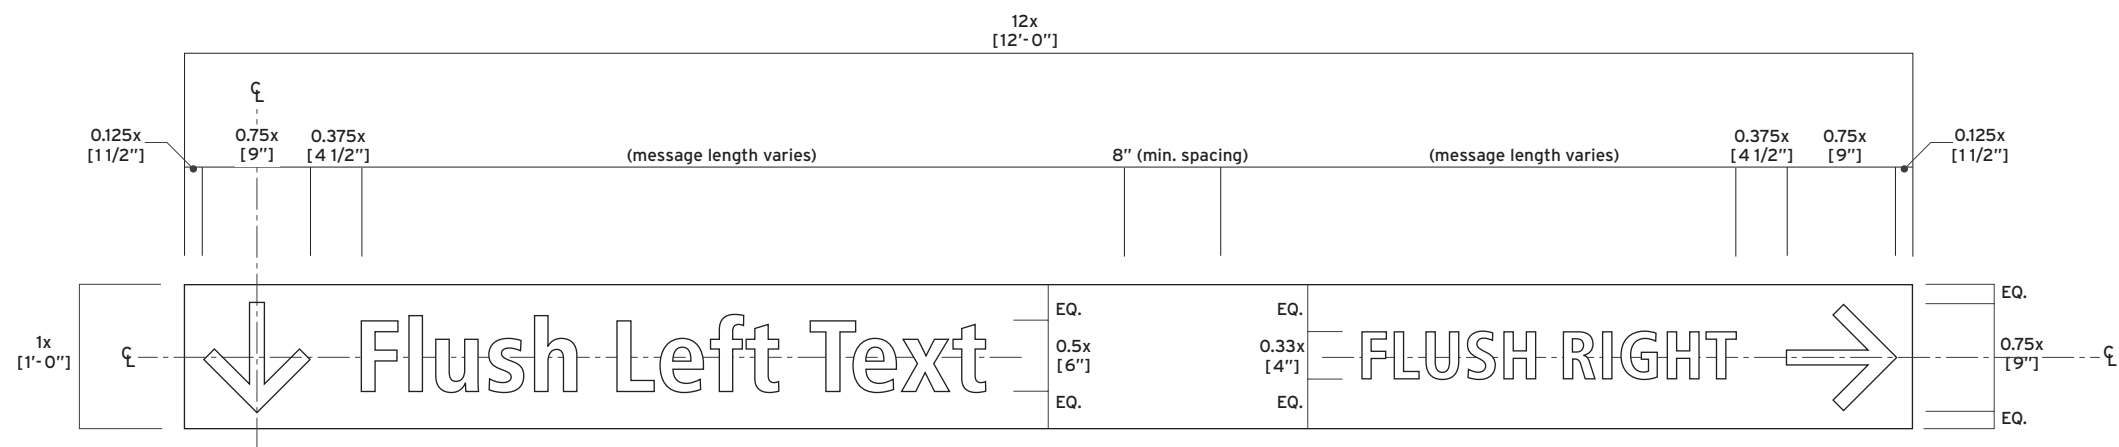 12x
[12'-0"]
℄
0.125x
[1 1/2"]
0.75x
[9"]
0.375x
[4 1/2"]
(message length varies)
8" (min. spacing)
(message length varies)
0.375x
[4 1/2"]
0.75x
[9"]
0.125x
[1 1/2"]
1x
[1'-0"]
℄
Flush Left Text
EQ.
0.5x
[6"]
EQ.
EQ.
0.33x
[4"]
EQ.
FLUSH RIGHT
EQ.
0.75x
[9"]
EQ.
℄